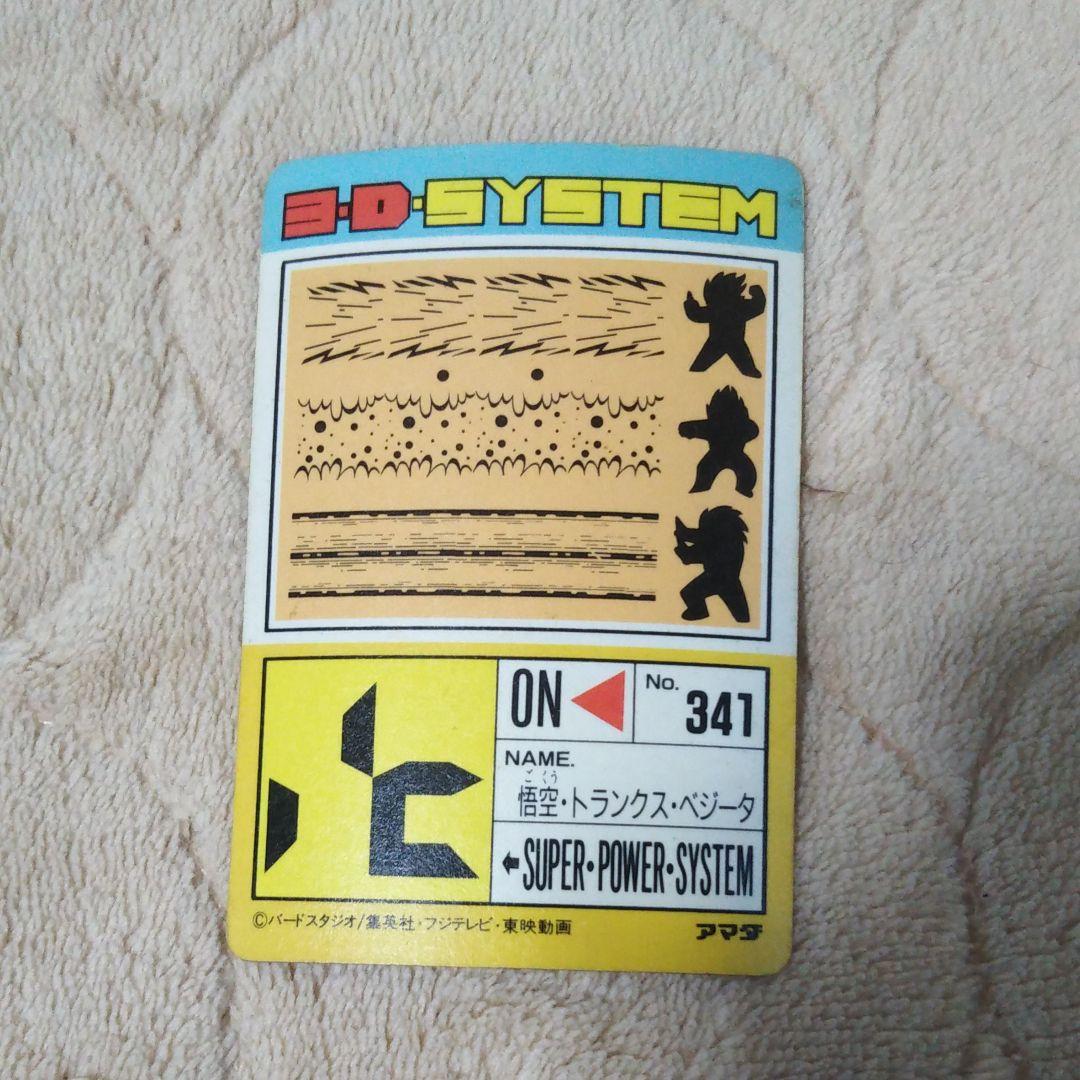 3・D・SYSTEM
ON
No.
341
NAME.
ごくう
悟空・トランクス・ベジータ
SUPER・POWER・SYSTEM
©バードスタジオ/集英社・フジテレビ・東映動画
アマダ